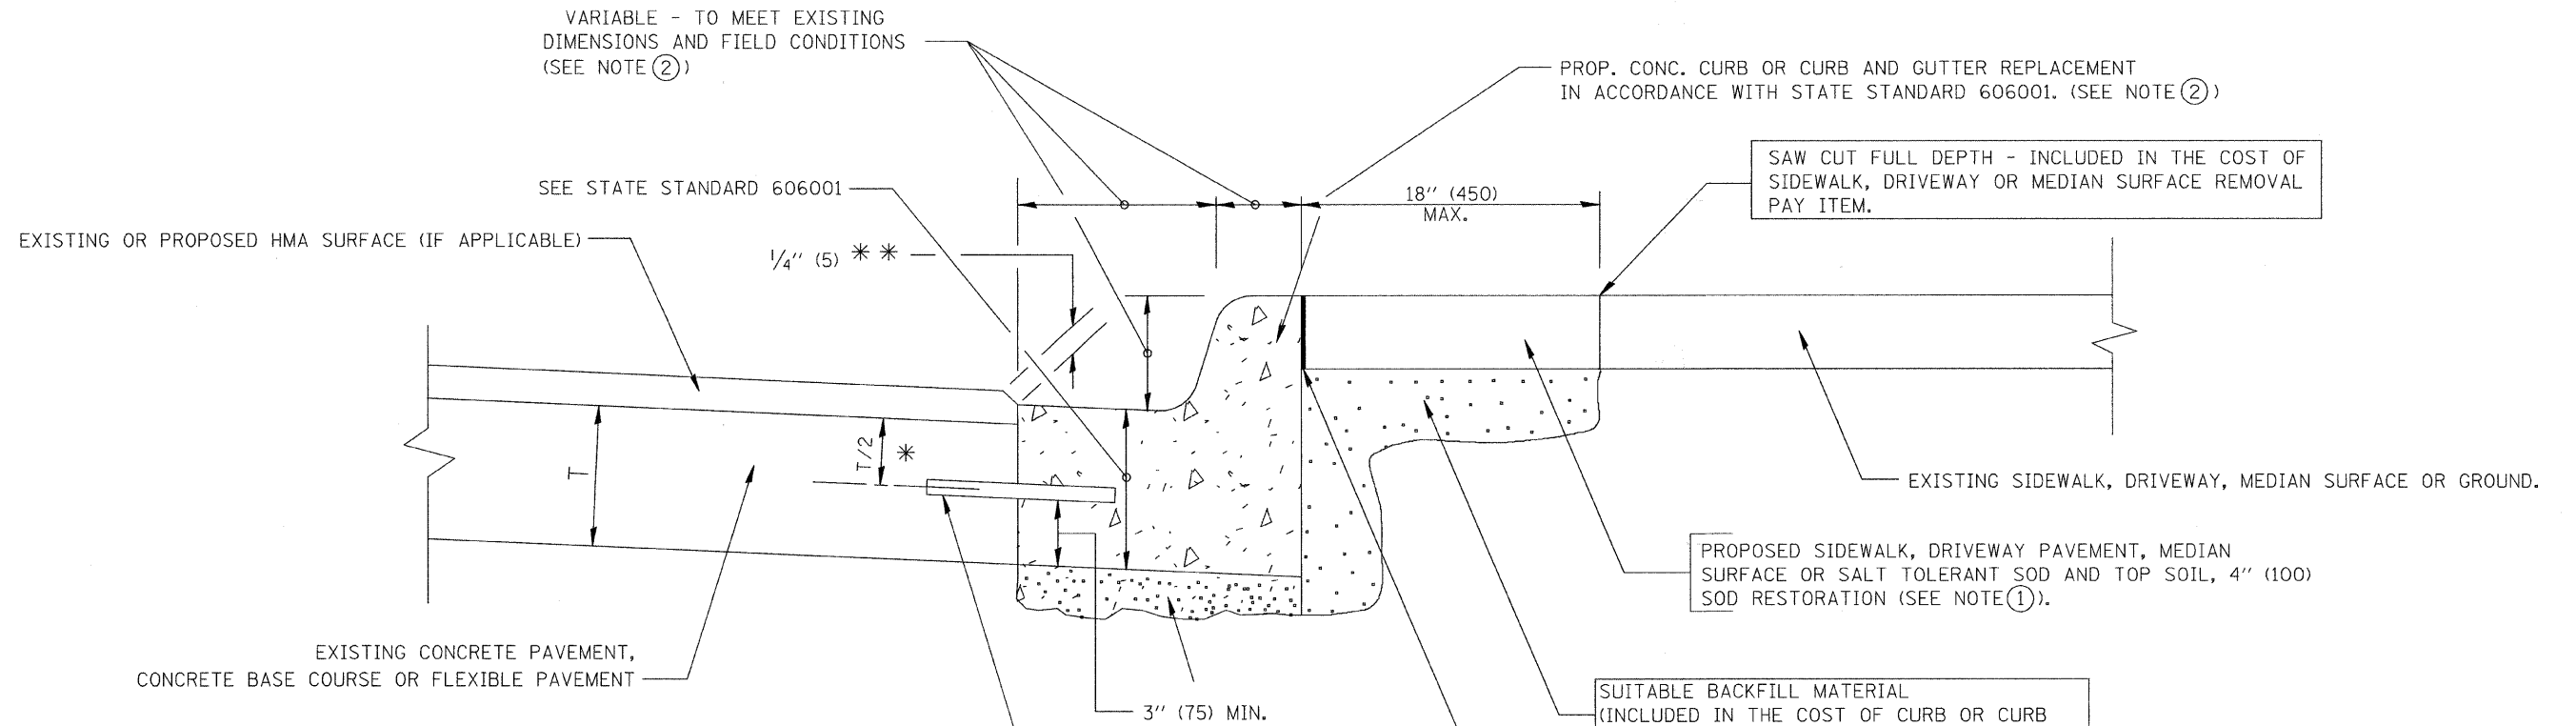 VARIABLE - TO MEET EXISTING
DIMENSIONS AND FIELD CONDITIONS
(SEE NOTE ②)
PROP. CONC. CURB OR CURB AND GUTTER REPLACEMENT
IN ACCORDANCE WITH STATE STANDARD 606001. (SEE NOTE ②)
SAW CUT FULL DEPTH - INCLUDED IN THE COST OF
SIDEWALK, DRIVEWAY OR MEDIAN SURFACE REMOVAL
PAY ITEM.
SEE STATE STANDARD 606001
18" (450)
MAX.
EXISTING OR PROPOSED HMA SURFACE (IF APPLICABLE)
1/4" (5) * *
T
T/2 *
EXISTING SIDEWALK, DRIVEWAY, MEDIAN SURFACE OR GROUND.
PROPOSED SIDEWALK, DRIVEWAY PAVEMENT, MEDIAN
SURFACE OR SALT TOLERANT SOD AND TOP SOIL, 4" (100)
SOD RESTORATION (SEE NOTE ①).
EXISTING CONCRETE PAVEMENT,
CONCRETE BASE COURSE OR FLEXIBLE PAVEMENT
3" (75) MIN.
SUITABLE BACKFILL MATERIAL
(INCLUDED IN THE COST OF CURB OR CURB